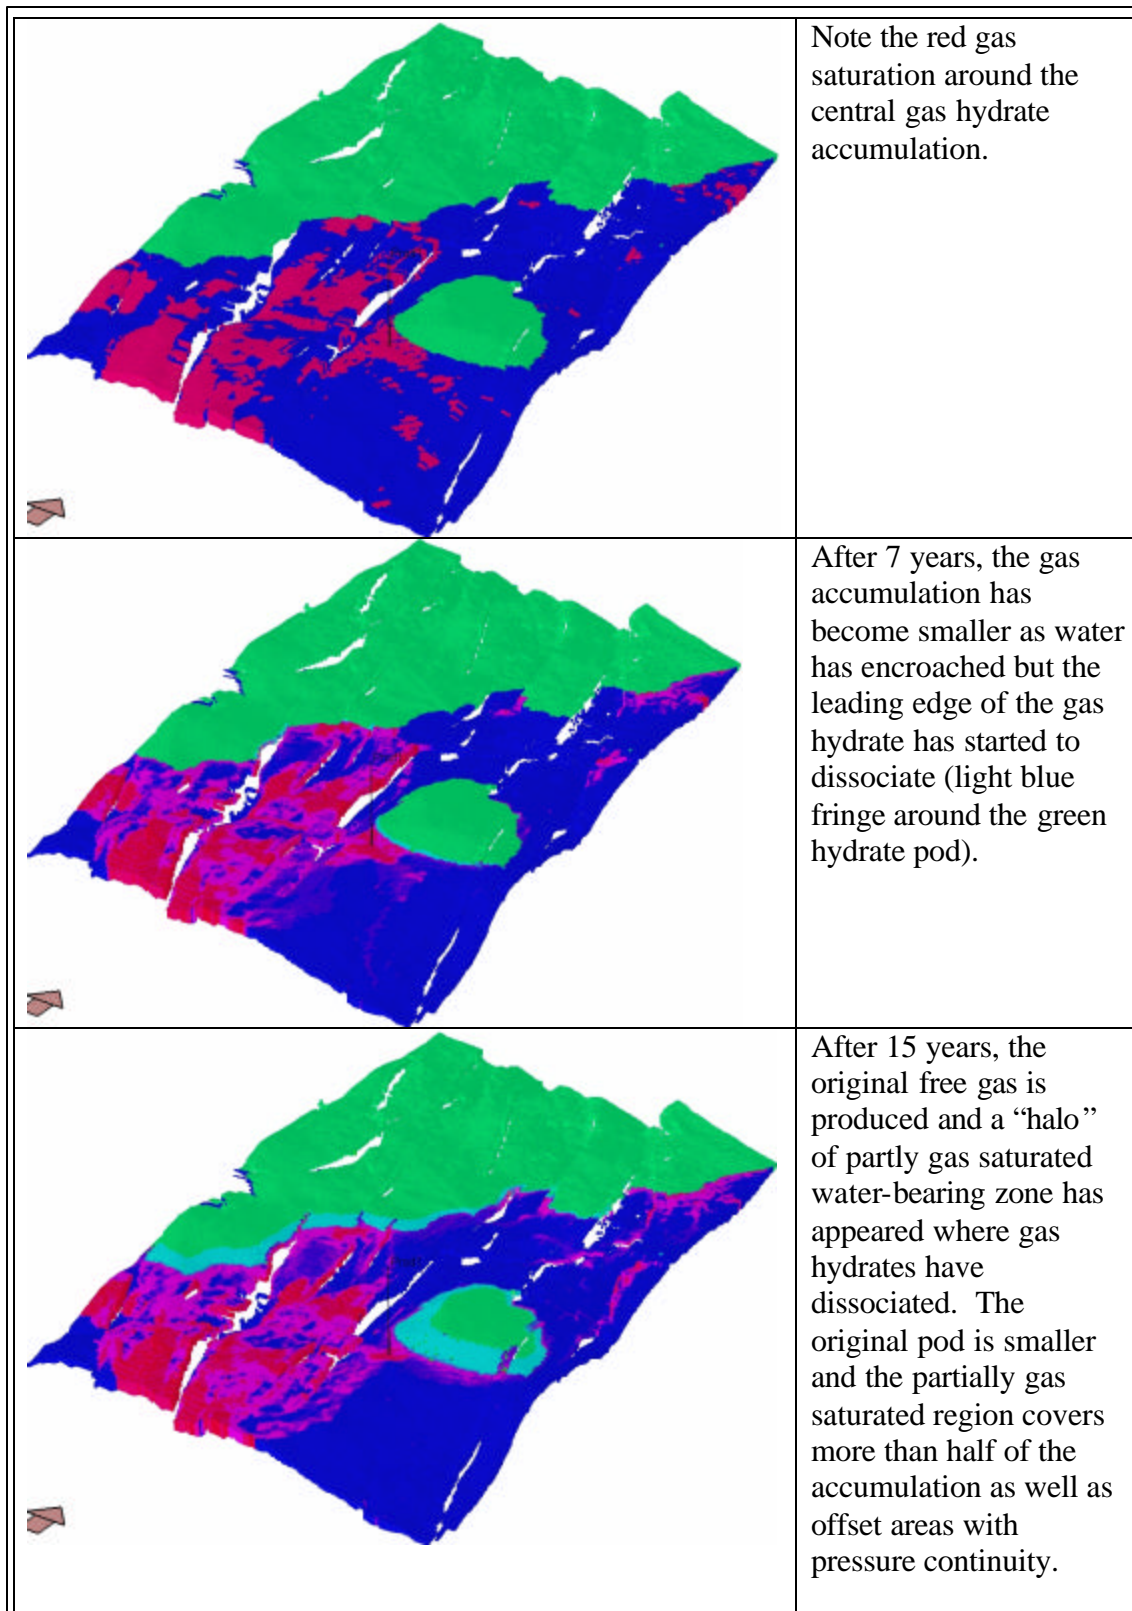 Note the red gas
saturation around the
central gas hydrate
accumulation.
After 7 years, the gas
accumulation has
become smaller as water
has encroached but the
leading edge of the gas
hydrate has started to
dissociate (light blue
fringe around the green
hydrate pod).
After 15 years, the
original free gas is
produced and a “halo”
of partly gas saturated
water-bearing zone has
appeared where gas
hydrates have
dissociated.  The
original pod is smaller
and the partially gas
saturated region covers
more than half of the
accumulation as well as
offset areas with
pressure continuity.